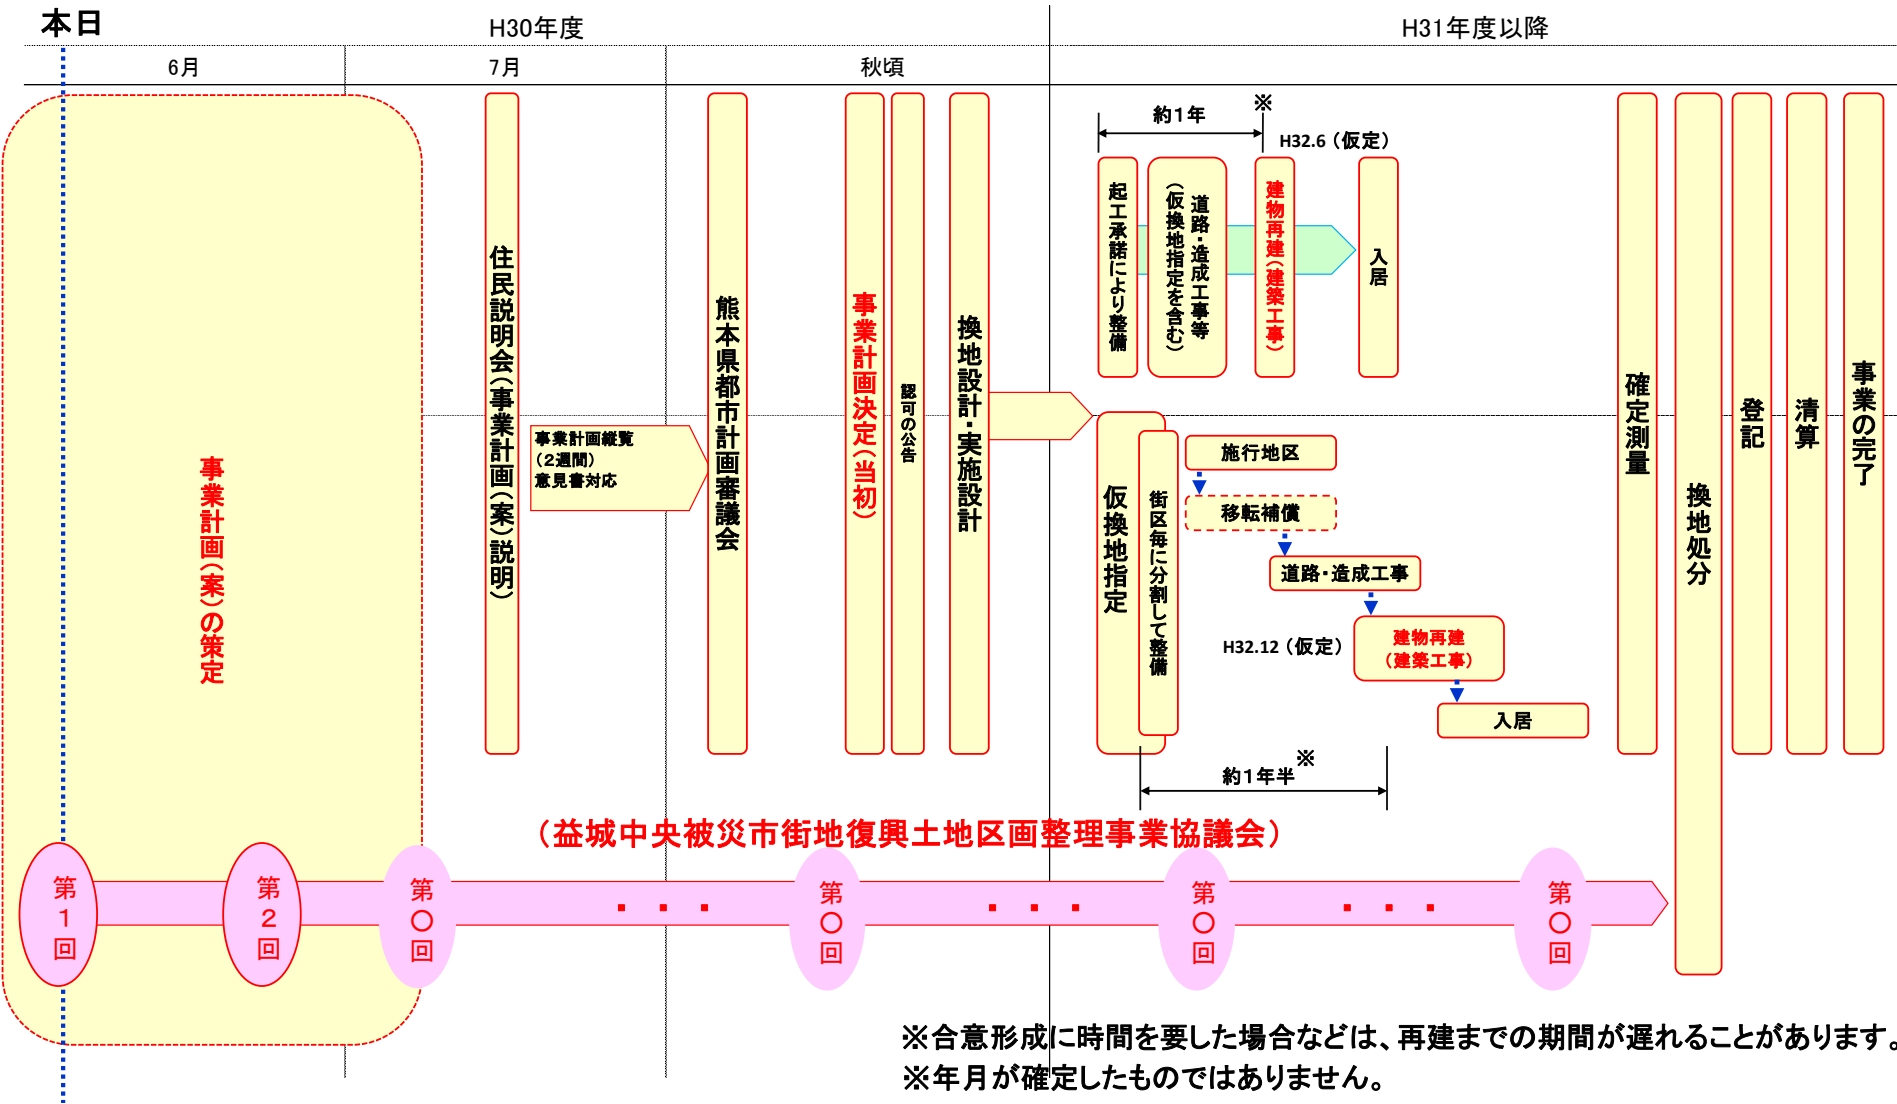 本日
H30年度
H31年度以降
6月
7月
秋頃
事業計画(案)の策定
住民説明会(事業計画(案)説明)
事業計画縦覧
(2週間)
意見書対応
熊本県都市計画審議会
事業計画決定(当初)
認可の公告
換地設計・実施設計
約1年
※
H32.6(仮定)
起工承諾により整備
道路・造成工事等
(仮換地指定を含む)
建物再建(建築工事)
入居
仮換地指定
街区毎に分割して整備
施行地区
移転補償
道路・造成工事
H32.12(仮定)
建物再建
(建築工事)
入居
約1年半
※
確定測量
換地処分
登記
清算
事業の完了
(益城中央被災市街地復興土地区画整理事業協議会)
第1回
第2回
第〇回
・・・
第〇回
・・・
第〇回
・・・
第〇回
※合意形成に時間を要した場合などは、再建までの期間が遅れることがあります。
※年月が確定したものではありません。